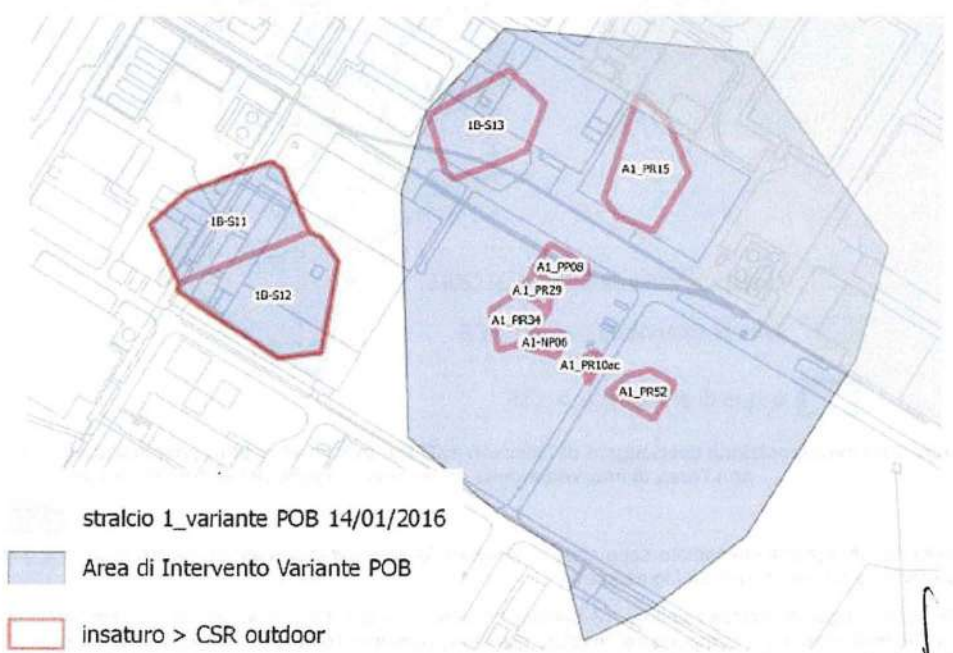 1B-S13
A1_PR15
1B-S11
1B-S12
A1_PP08
A1_PR29
A1_PIR34
A1-NP06
A1_PR10ac
A1_PR52
stralcio 1_variante POB 14/01/2016
Area di Intervento Variante POB
insaturo > CSR outdoor